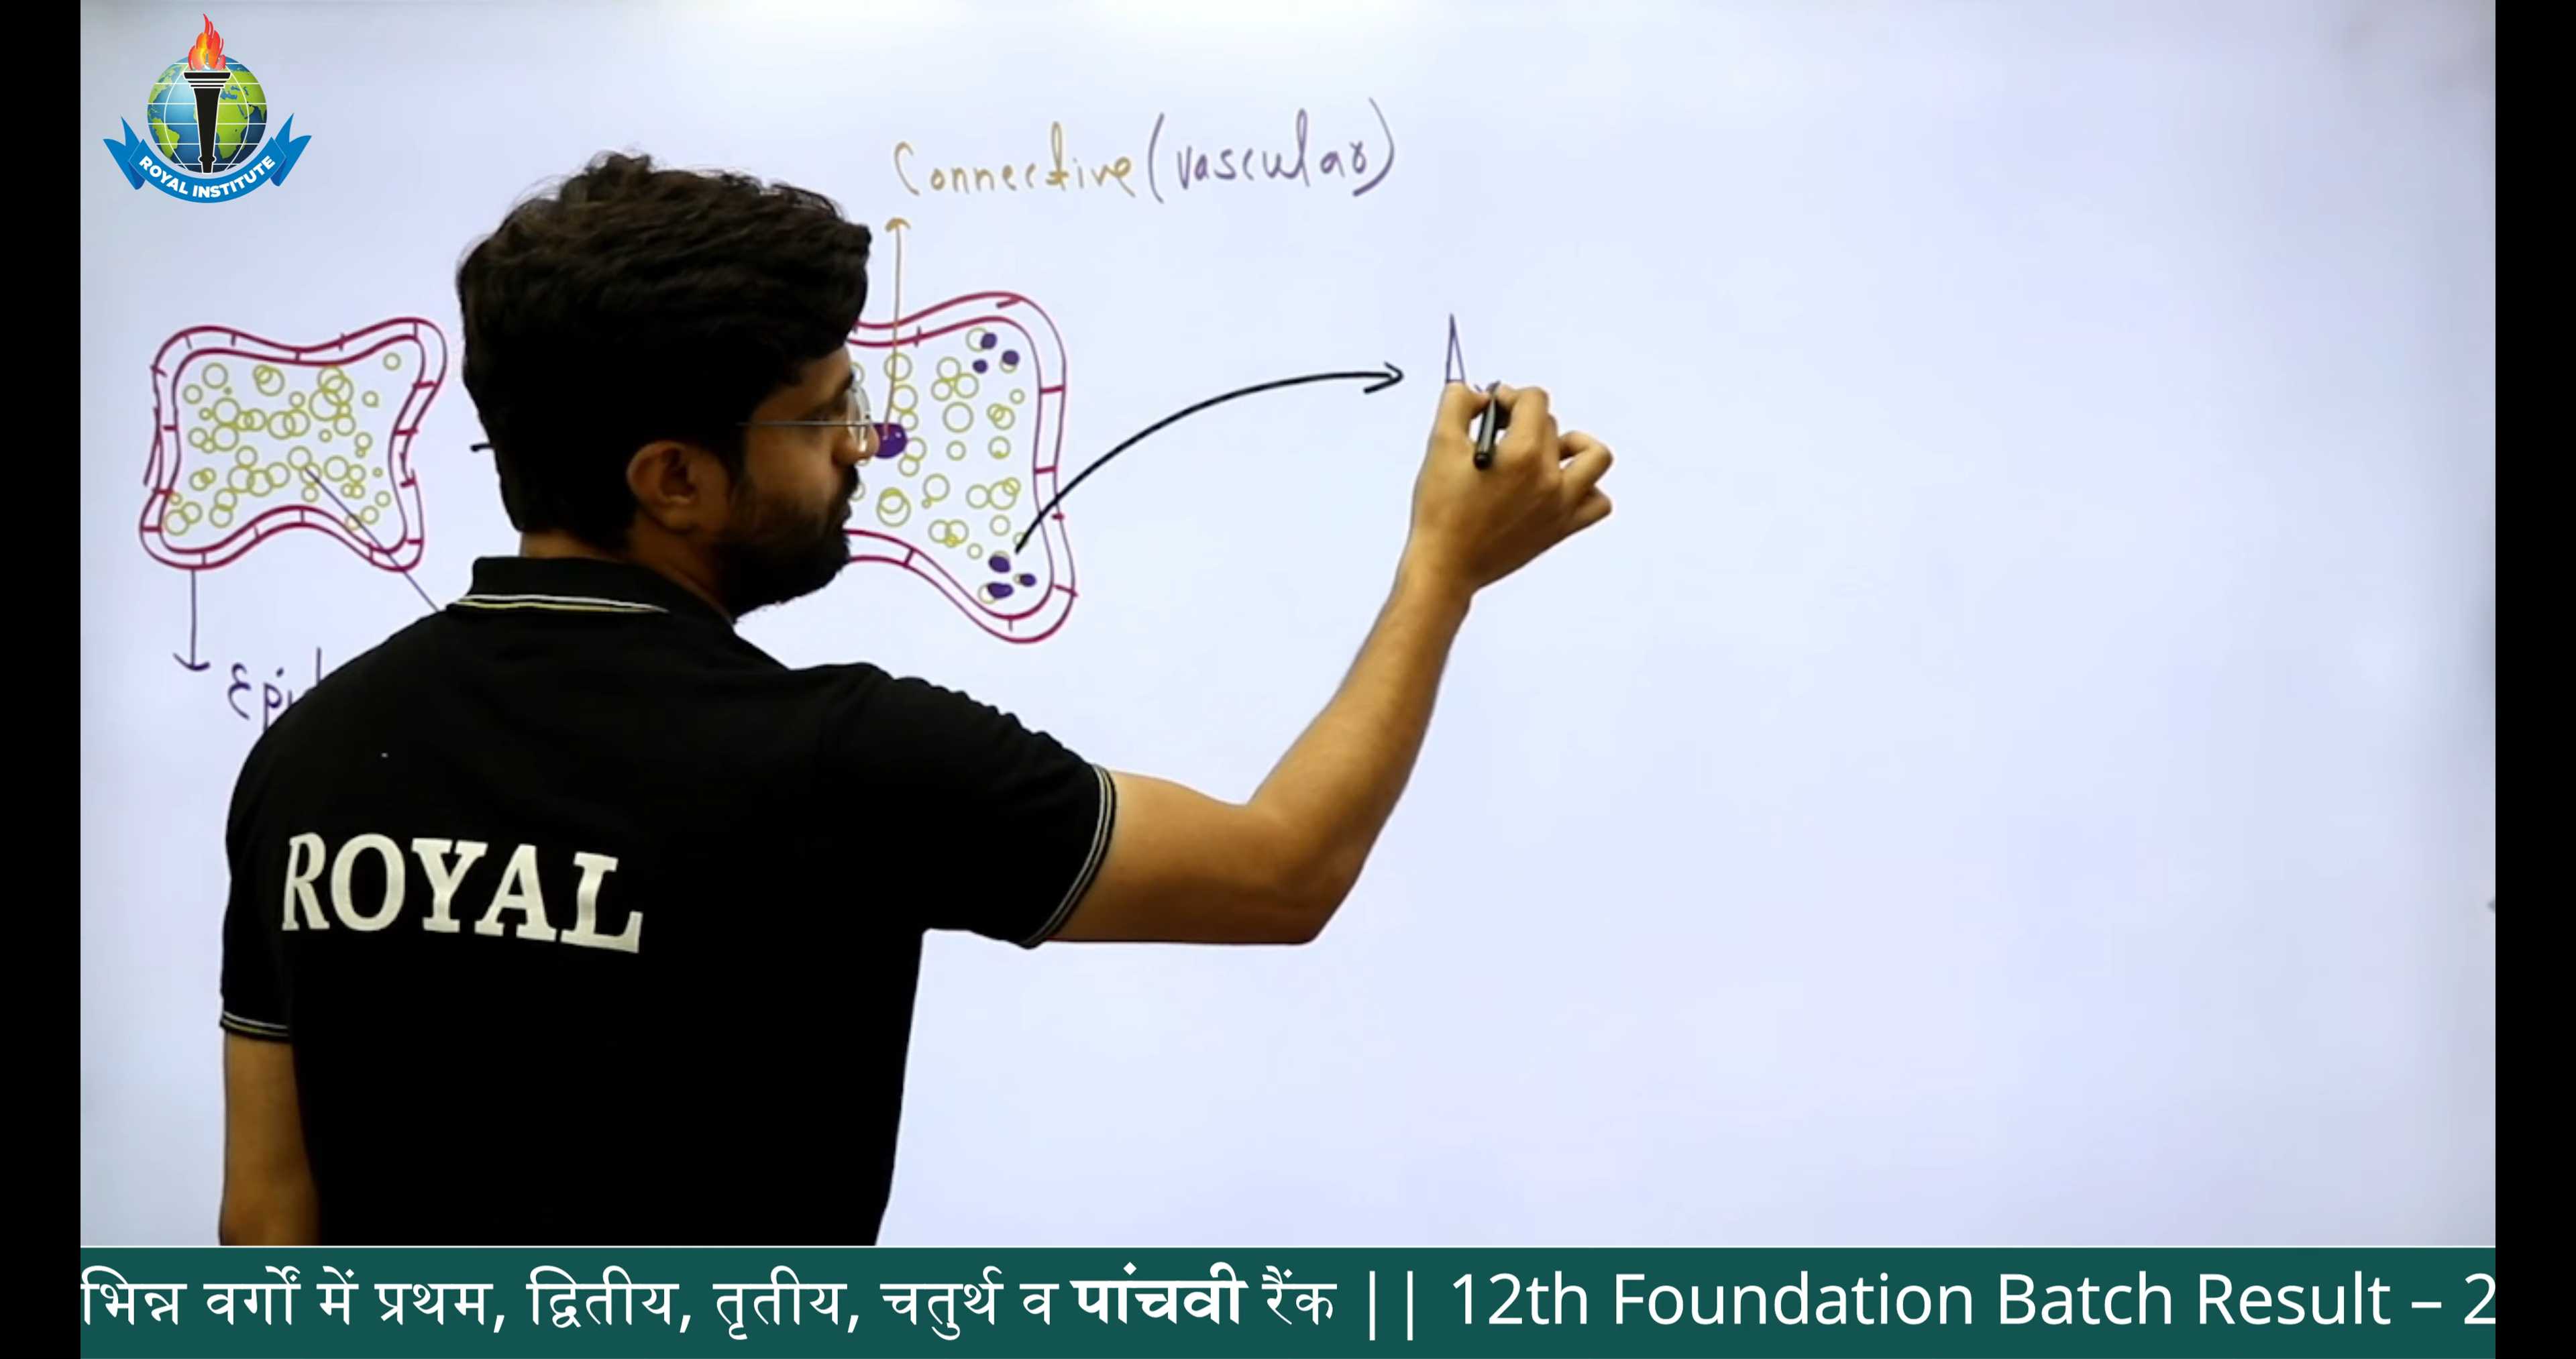 ROYAL INSTITUTE
Connective (vascular)
ROYAL
भिन्न वर्गों में प्रथम, द्वितीय, तृतीय, चतुर्थ व पांचवी रैंक || 12th Foundation Batch Result – 2